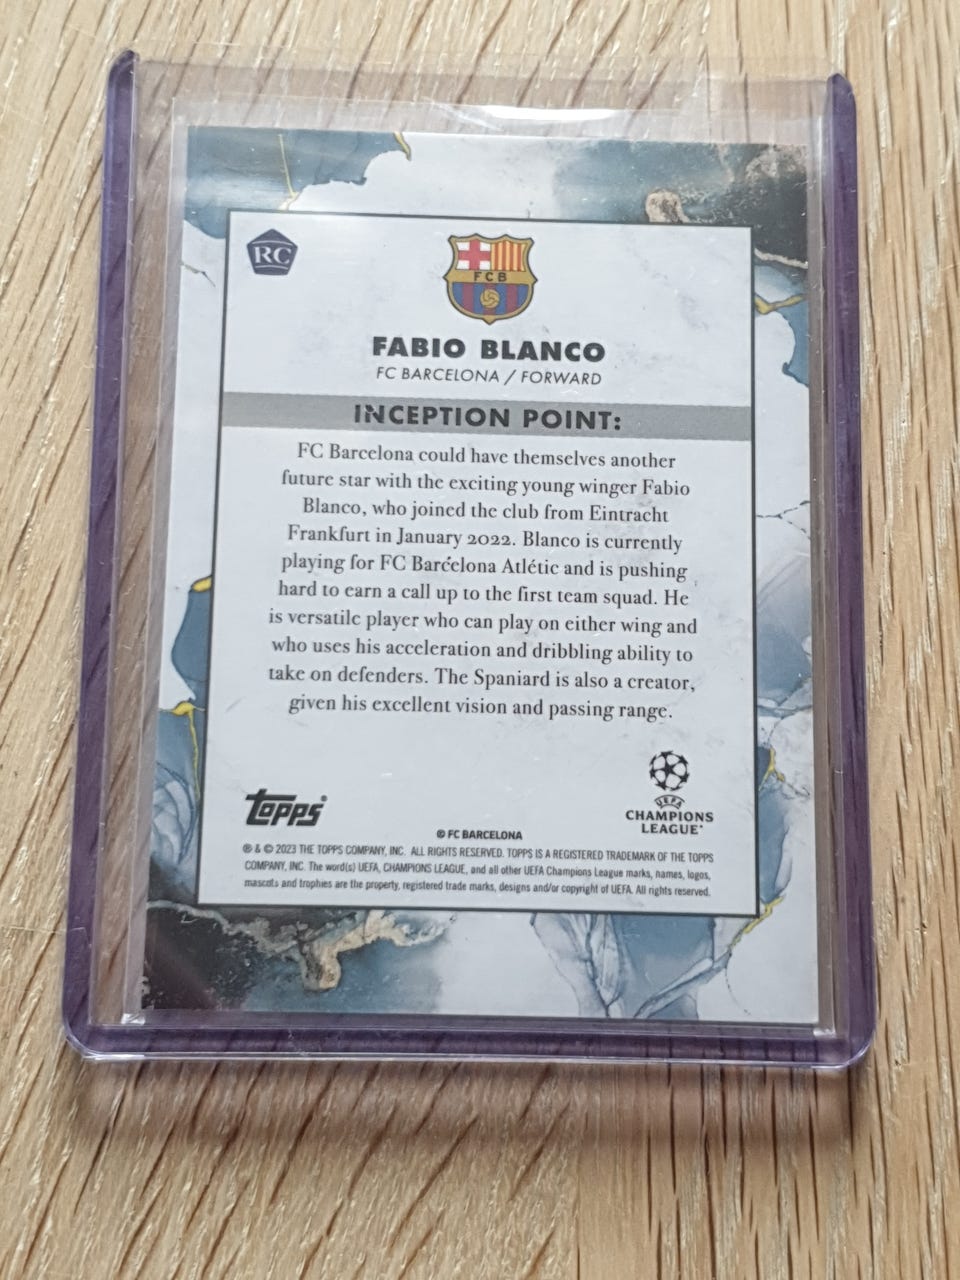 RC
FCB
FABIO BLANCO
FC BARCELONA / FORWARD
INCEPTION POINT:
FC Barcelona could have themselves another
future star with the exciting young winger Fabio
Blanco, who joined the club from Eintracht
Frankfurt in January 2022. Blanco is currently
playing for FC Barcelona Atlétic and is pushing
hard to earn a call up to the first team squad. He
is versatile player who can play on either wing and
who uses his acceleration and dribbling ability to
take on defenders. The Spaniard is also a creator,
given his excellent vision and passing range.
topps®
UEFA
CHAMPIONS
LEAGUE®
© FC BARCELONA
® & © 2023 THE TOPPS COMPANY, INC. ALL RIGHTS RESERVED. TOPPS IS A REGISTERED TRADEMARK OF THE TOPPS
COMPANY, INC. The word(s) UEFA, CHAMPIONS LEAGUE, and all other UEFA Champions League marks, names, logos,
mascots and trophies are the property, registered trade marks, designs and/or copyright of UEFA. All rights reserved.